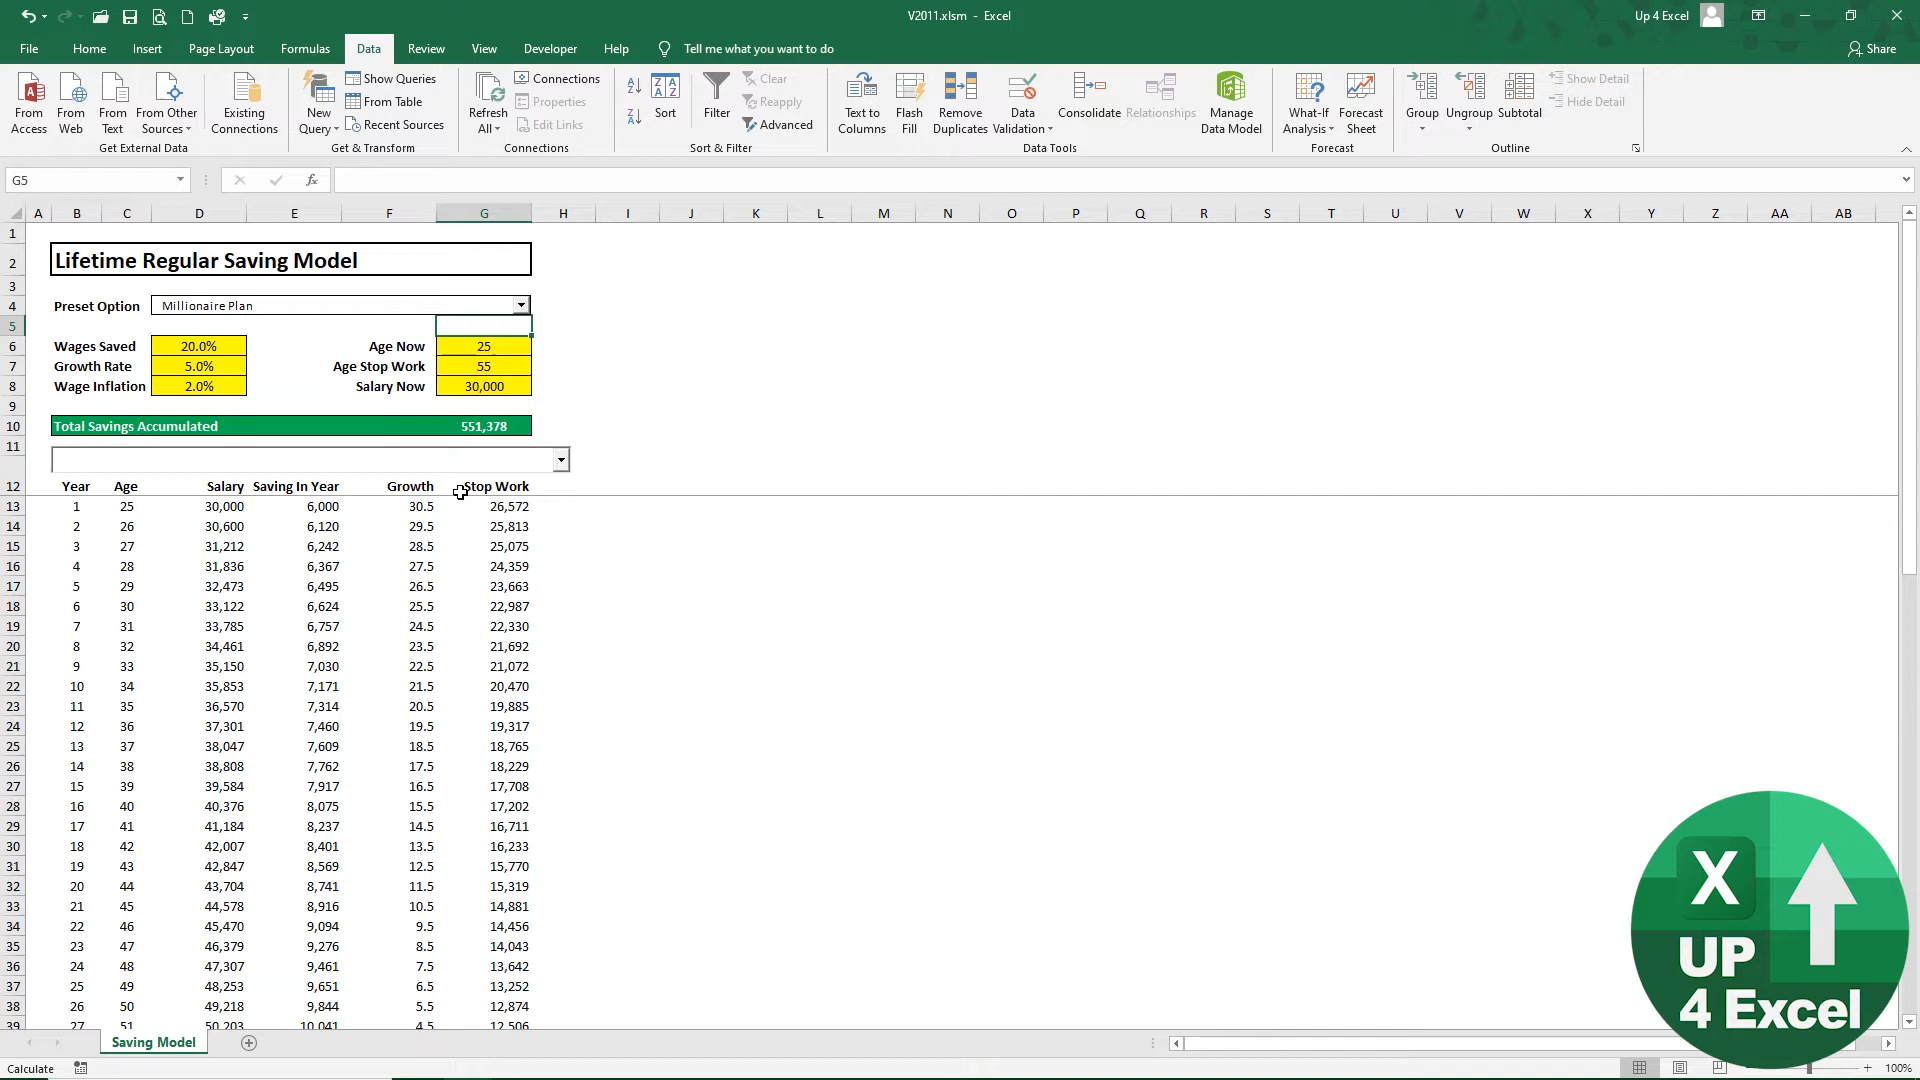 V2011.xlsm - Excel
Up 4 Excel
File Home Insert Page Layout Formulas Data Review View Developer Help Tell me what you want to do Share
From Access
From Web
From Text
From Other Sources
Existing Connections
Get External Data
New Query
Show Queries
From Table
Recent Sources
Get & Transform
Refresh All
Connections
Properties
Edit Links
Connections
Sort
Filter
Clear
Reapply
Advanced
Sort & Filter
Text to Columns
Flash Fill
Remove Duplicates
Data Validation
Consolidate
Relationships
Manage Data Model
Data Tools
What-If Analysis
Forecast Sheet
Forecast
Group
Ungroup
Subtotal
Show Detail
Hide Detail
Outline
G5 fx
A B C D E F G H I J K L M N O P Q R S T U V W X Y Z AA AB
1
2 Lifetime Regular Saving Model
3
4 Preset Option Millionaire Plan
5
6 Wages Saved 20.0% Age Now 25
7 Growth Rate 5.0% Age Stop Work 55
8 Wage Inflation 2.0% Salary Now 30,000
9
10 Total Savings Accumulated 551,378
11
12 Year Age Salary Saving In Year Growth Stop Work
13 1 25 30,000 6,000 30.5 26,572
14 2 26 30,600 6,120 29.5 25,813
15 3 27 31,212 6,242 28.5 25,075
16 4 28 31,836 6,367 27.5 24,359
17 5 29 32,473 6,495 26.5 23,663
18 6 30 33,122 6,624 25.5 22,987
19 7 31 33,785 6,757 24.5 22,330
20 8 32 34,461 6,892 23.5 21,692
21 9 33 35,150 7,030 22.5 21,072
22 10 34 35,853 7,171 21.5 20,470
23 11 35 36,570 7,314 20.5 19,885
24 12 36 37,301 7,460 19.5 19,317
25 13 37 38,047 7,609 18.5 18,765
26 14 38 38,808 7,762 17.5 18,229
27 15 39 39,584 7,917 16.5 17,708
28 16 40 40,376 8,075 15.5 17,202
29 17 41 41,184 8,237 14.5 16,711
30 18 42 42,007 8,401 13.5 16,233
31 19 43 42,847 8,569 12.5 15,770
32 20 44 43,704 8,741 11.5 15,319
33 21 45 44,578 8,916 10.5 14,881
34 22 46 45,470 9,094 9.5 14,456
35 23 47 46,379 9,276 8.5 14,043
36 24 48 47,307 9,461 7.5 13,642
37 25 49 48,253 9,651 6.5 13,252
38 26 50 49,218 9,844 5.5 12,874
39 27 51 50,203 10,041 4.5 12,506
X
UP
4 Excel
Saving Model
Calculate
100%